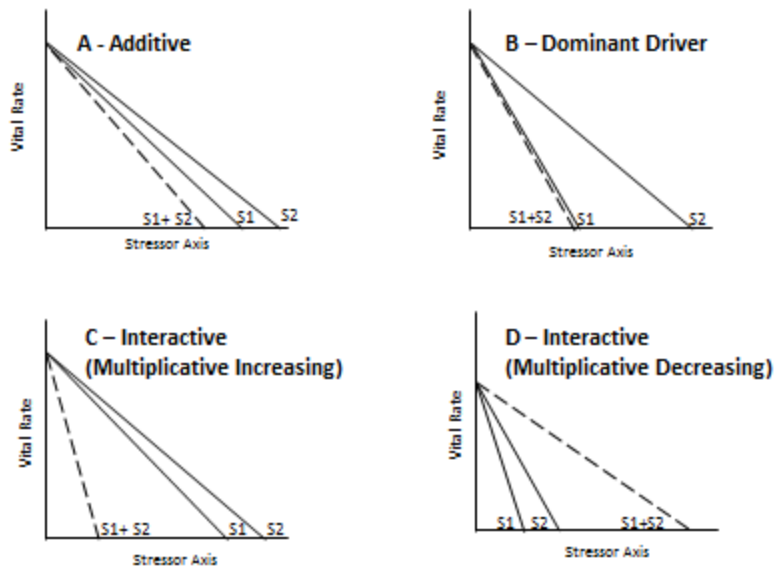 A - Additive
Vital Rate
S1+ S2
S1
S2
Stressor Axis
B – Dominant Driver
Vital Rate
S1+S2
S1
S2
Stressor Axis
C – Interactive
(Multiplicative Increasing)
Vital Rate
S1+ S2
S1
S2
Stressor Axis
D – Interactive
(Multiplicative Decreasing)
Vital Rate
S1
S2
S1+S2
Stressor Axis